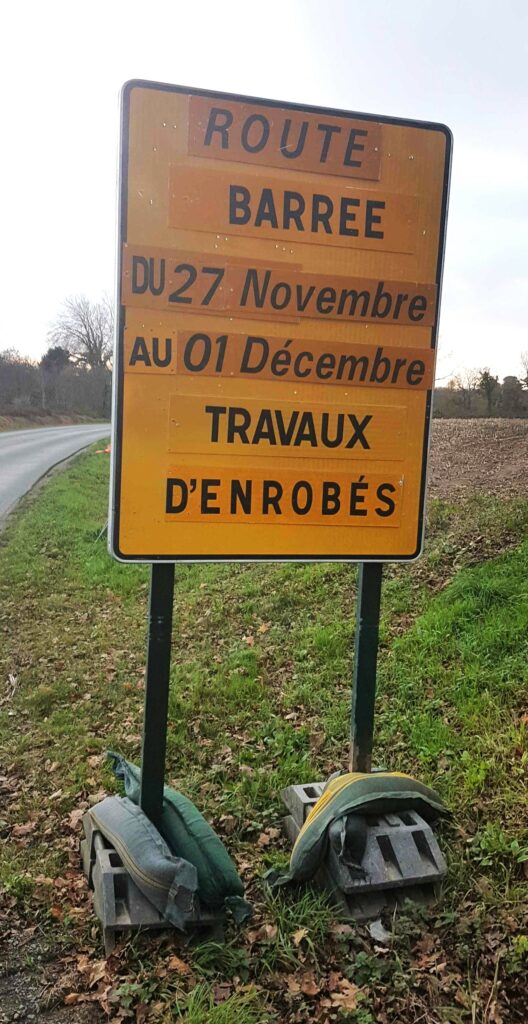 ROUTE
BARREE
DU 27 Novembre
AU 01 Décembre
TRAVAUX
D'ENROBÉS